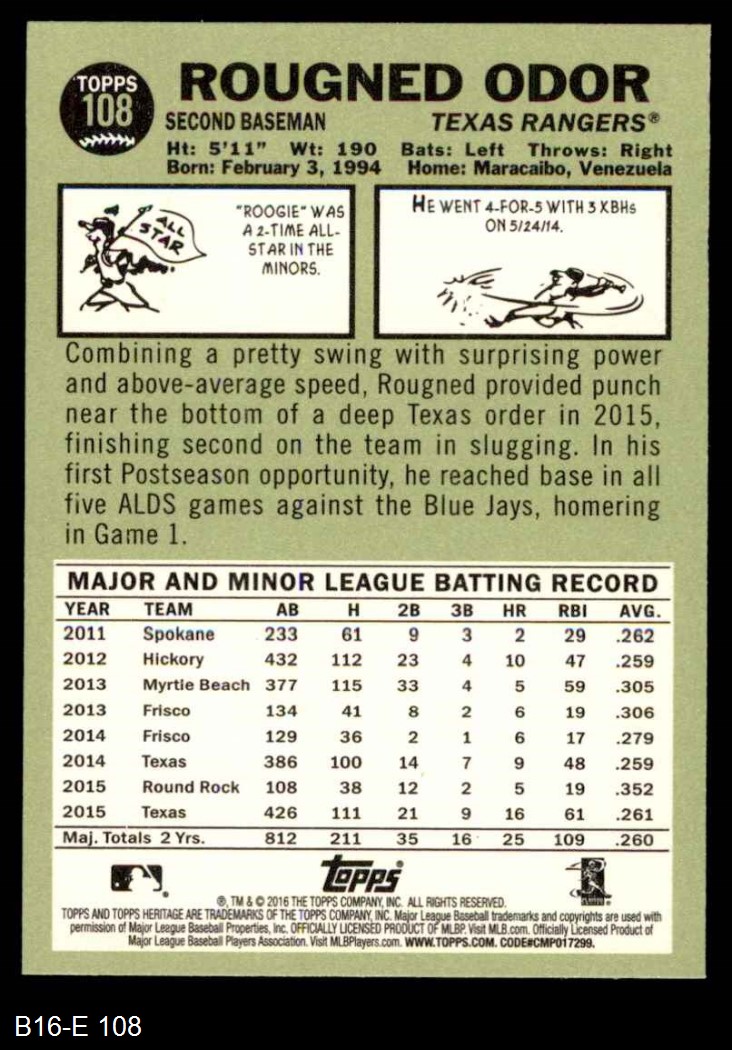 TOPPS
108
ROUGNED ODOR
SECOND BASEMAN
TEXAS RANGERS®
Ht: 5'11" Wt: 190 Bats: Left Throws: Right
Born: February 3, 1994 Home: Maracaibo, Venezuela
ALL
STAR
"ROOGIE" WAS
A 2-TIME ALL-
STAR IN THE
MINORS.
HE WENT 4-FOR-5 WITH 3 XBHs
ON 5/24/14.
Combining a pretty swing with surprising power
and above-average speed, Rougned provided punch
near the bottom of a deep Texas order in 2015,
finishing second on the team in slugging. In his
first Postseason opportunity, he reached base in all
five ALDS games against the Blue Jays, homering
in Game 1.
MAJOR AND MINOR LEAGUE BATTING RECORD
YEAR TEAM AB H 2B 3B HR RBI AVG.
2011 Spokane 233 61 9 3 2 29 .262
2012 Hickory 432 112 23 4 10 47 .259
2013 Myrtle Beach 377 115 33 4 5 59 .305
2013 Frisco 134 41 8 2 6 19 .306
2014 Frisco 129 36 2 1 6 17 .279
2014 Texas 386 100 14 7 9 48 .259
2015 Round Rock 108 38 12 2 5 19 .352
2015 Texas 426 111 21 9 16 61 .261
Maj. Totals 2 Yrs. 812 211 35 16 25 109 .260
topps
®, TM & © 2016 THE TOPPS COMPANY, INC. ALL RIGHTS RESERVED.
TOPPS AND TOPPS HERITAGE ARE TRADEMARKS OF THE TOPPS COMPANY, INC. Major League Baseball trademarks and copyrights are used with
permission of Major League Baseball Properties, Inc. OFFICIALLY LICENSED PRODUCT OF MLBP. Visit MLB.com. Officially Licensed Product of
Major League Baseball Players Association. Visit MLBPlayers.com. WWW.TOPPS.COM. CODE#CMP017299.
B16-E 108